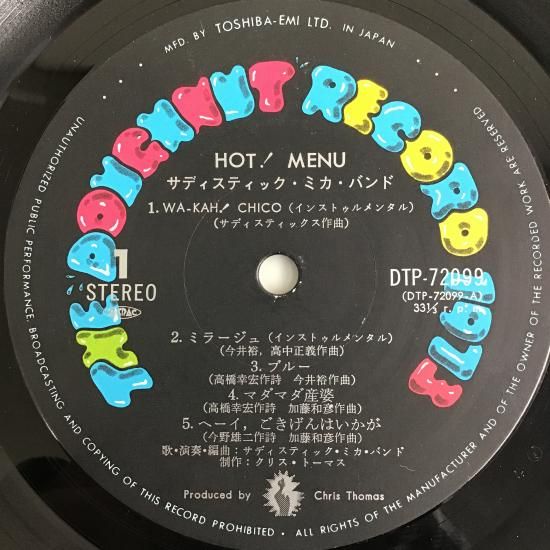 MFD. BY TOSHIBA-EMI LTD. IN JAPAN
DOUGHNUT RECORD
HOT! MENU
サディスティック・ミカ・バンド
1. WA-KAH! CHICO (インストゥルメンタル)
(サディスティックス作曲)
1
STEREO
DTP-72099
(DTP-72099-A)
33⅓ r. p. m.
2. ミラージュ (インストゥルメンタル)
(今井裕, 高中正義作曲)
3. ブルー
(高橋幸宏作詩 今井裕作曲)
4. マダマダ産婆
(高橋幸宏作詩 加藤和彦作曲)
5. ヘーイ, ごきげんはいかが
(今野雄二作詩 加藤和彦作曲)
歌・演奏・編曲:サディスティック・ミカ・バンド
制作:クリス・トーマス
Produced by Chris Thomas
UNAUTHORIZED PUBLIC PERFORMANCE, BROADCASTING AND COPYING OF THIS RECORD PROHIBITED • ALL RIGHTS OF THE MANUFACTURER AND OF THE OWNER OF THE RECORDED WORK ARE RESERVED